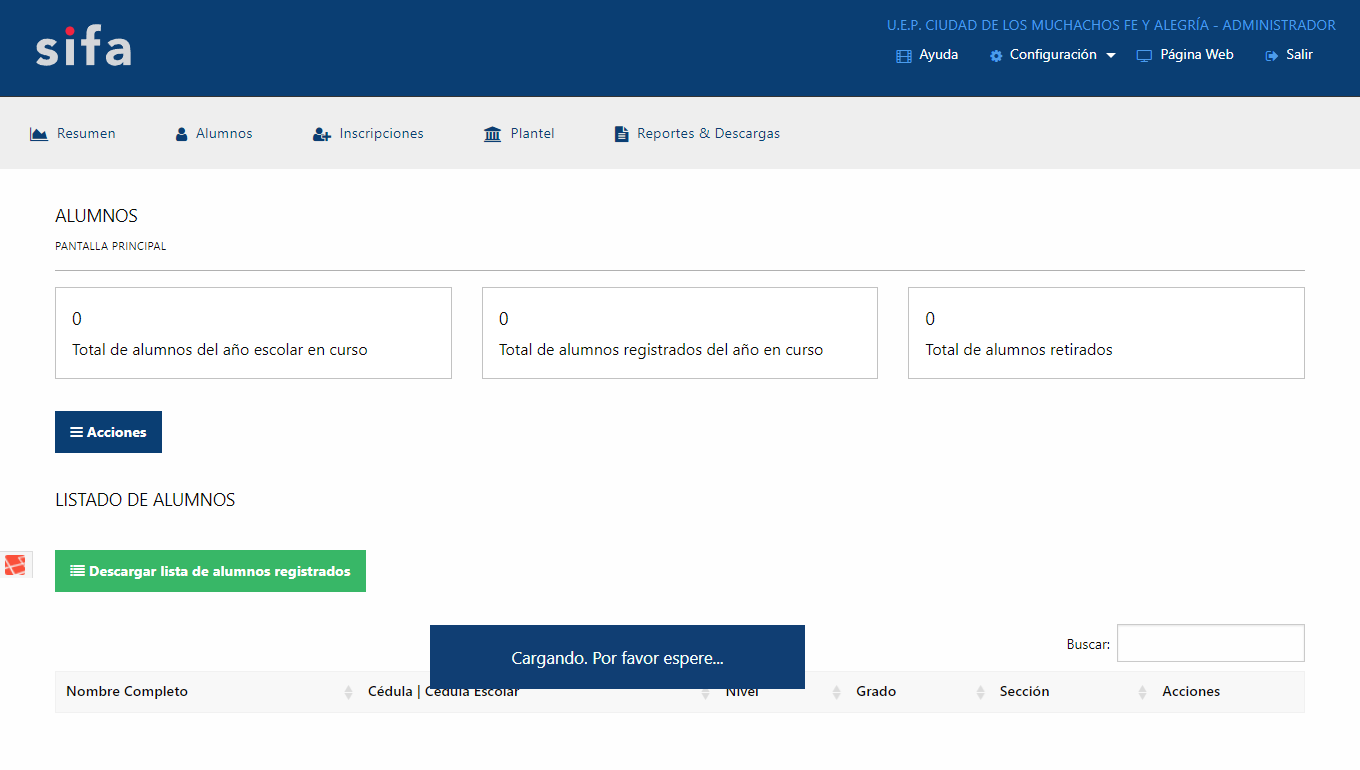 sifa
U.E.P. CIUDAD DE LOS MUCHACHOS FE Y ALEGRÍA - ADMINISTRADOR
Ayuda Configuración Página Web Salir
Resumen Alumnos Inscripciones Plantel Reportes & Descargas
ALUMNOS
PANTALLA PRINCIPAL
0
Total de alumnos del año escolar en curso
0
Total de alumnos registrados del año en curso
0
Total de alumnos retirados
Acciones
LISTADO DE ALUMNOS
Descargar lista de alumnos registrados
Buscar:
Cargando. Por favor espere...
Nombre Completo Cédula | Cédula Escolar Nivel Grado Sección Acciones